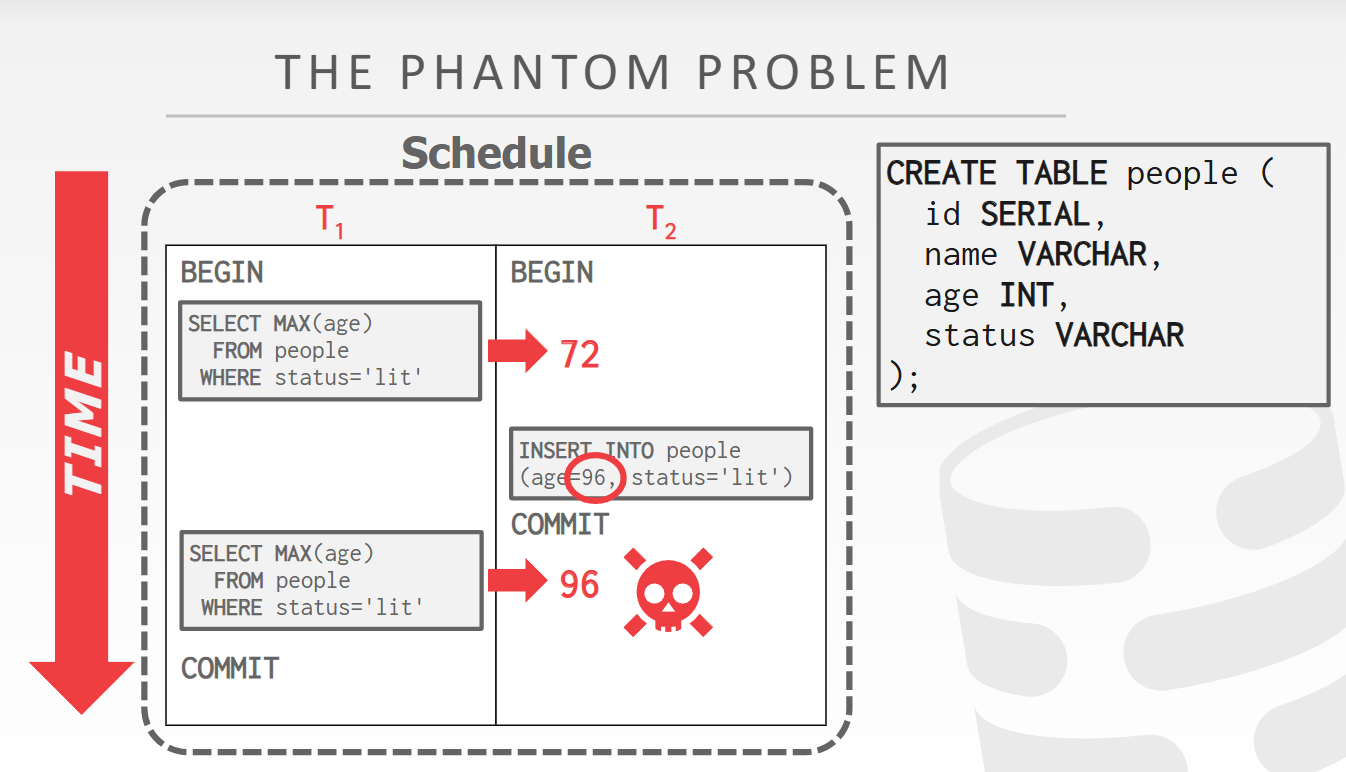 THE PHANTOM PROBLEM
Schedule
TIME
T1
T2
BEGIN
SELECT MAX(age)
FROM people
WHERE status='lit'
72
BEGIN
INSERT INTO people
(age=96, status='lit')
COMMIT
SELECT MAX(age)
FROM people
WHERE status='lit'
96
COMMIT
CREATE TABLE people (
id SERIAL,
name VARCHAR,
age INT,
status VARCHAR
);